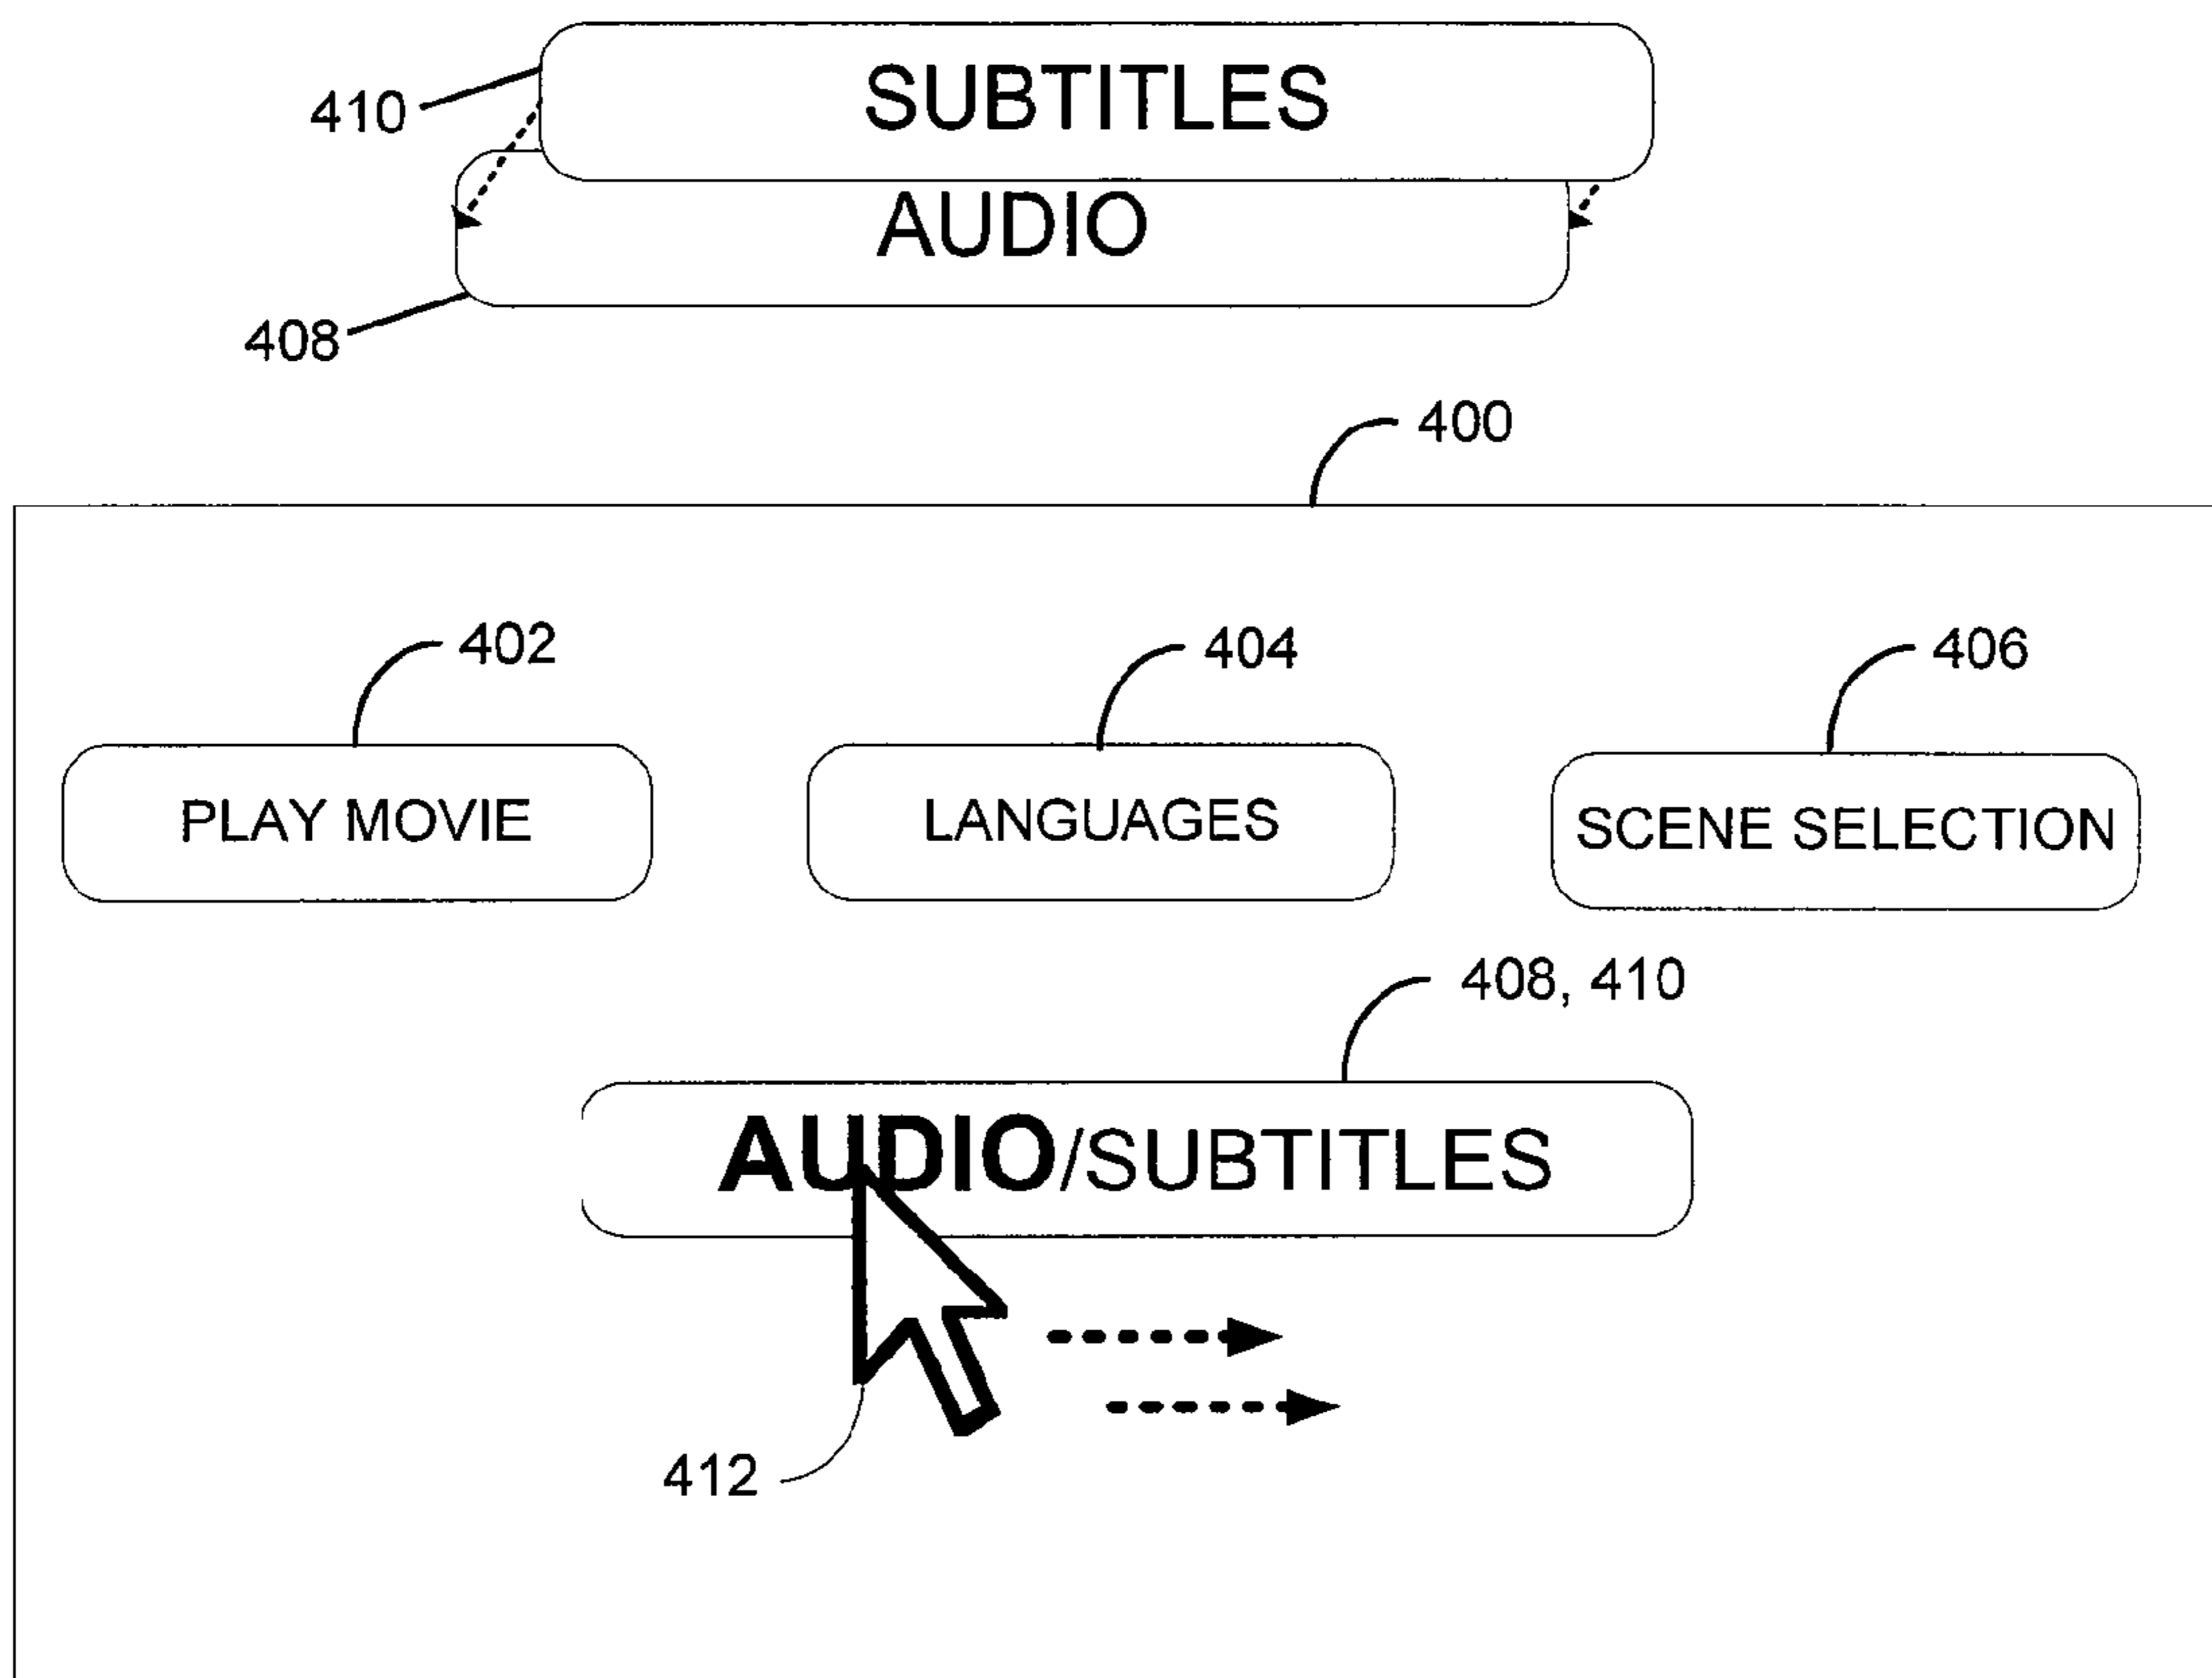 SUBTITLES
410
AUDIO
408
400
402
404
406
PLAY MOVIE
LANGUAGES
SCENE SELECTION
408, 410
AUDIO/SUBTITLES
412